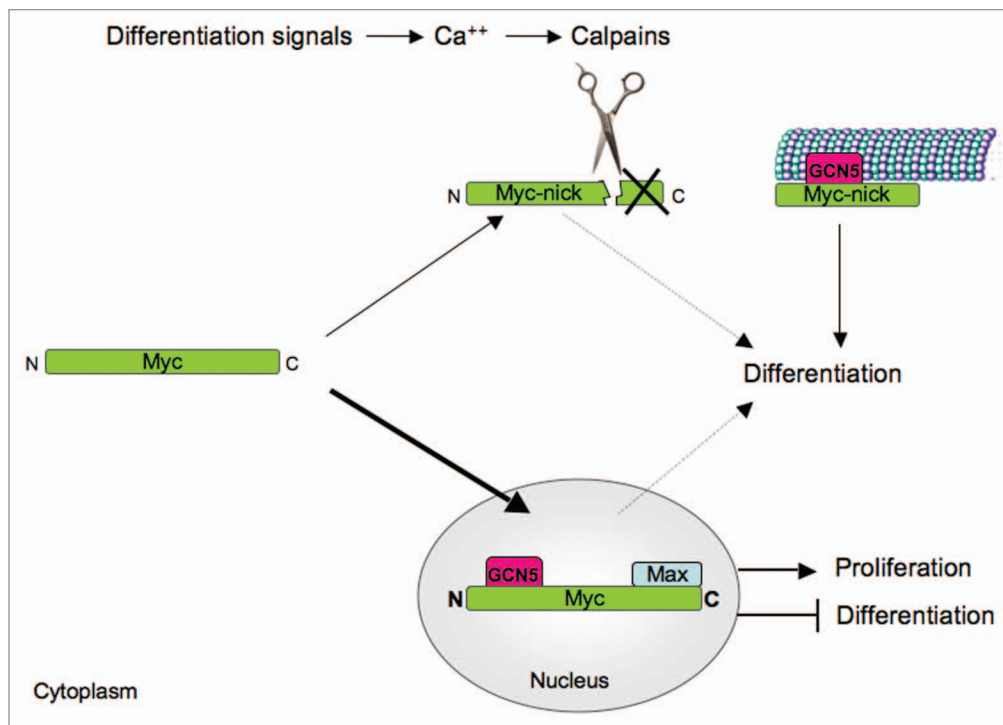 Differentiation signals Ca⁺⁺ Calpains
GCN5
N Myc-nick C
Myc-nick
N Myc C
Differentiation
GCN5 Max
N Myc C
Proliferation
Differentiation
Nucleus
Cytoplasm